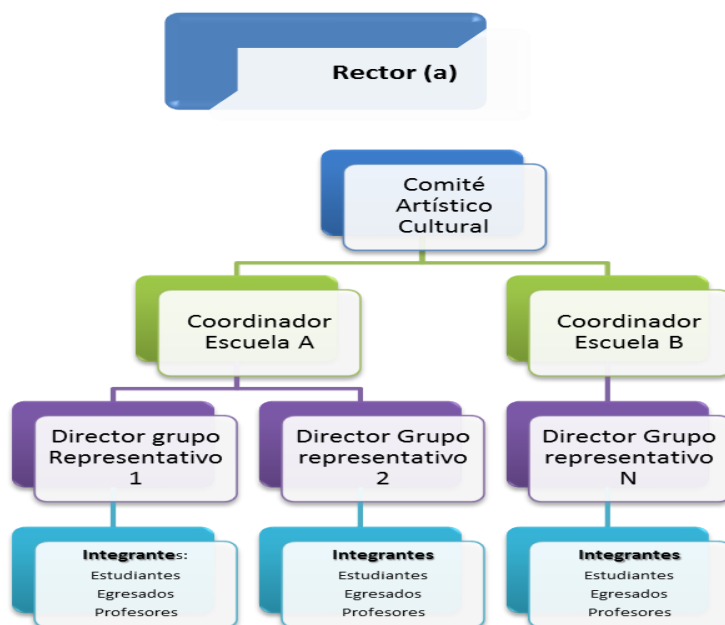 Rector (a)
Comité
Artístico
Cultural
Coordinador
Escuela A
Coordinador
Escuela B
Director grupo
Representativo
1
Director Grupo
representativo
2
Director Grupo
representativo
N
Integrantes:
Estudiantes
Egresados
Profesores
Integrantes
Estudiantes
Egresados
Profesores
Integrantes
Estudiantes
Egresados
Profesores